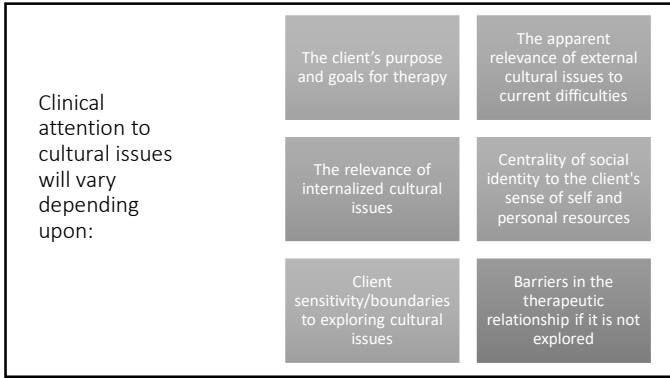 Clinical
attention to
cultural issues
will vary
depending
upon:
The client’s purpose
and goals for therapy
The apparent
relevance of external
cultural issues to
current difficulties
The relevance of
internalized cultural
issues
Centrality of social
identity to the client's
sense of self and
personal resources
Client
sensitivity/boundaries
to exploring cultural
issues
Barriers in the
therapeutic
relationship if it is not
explored